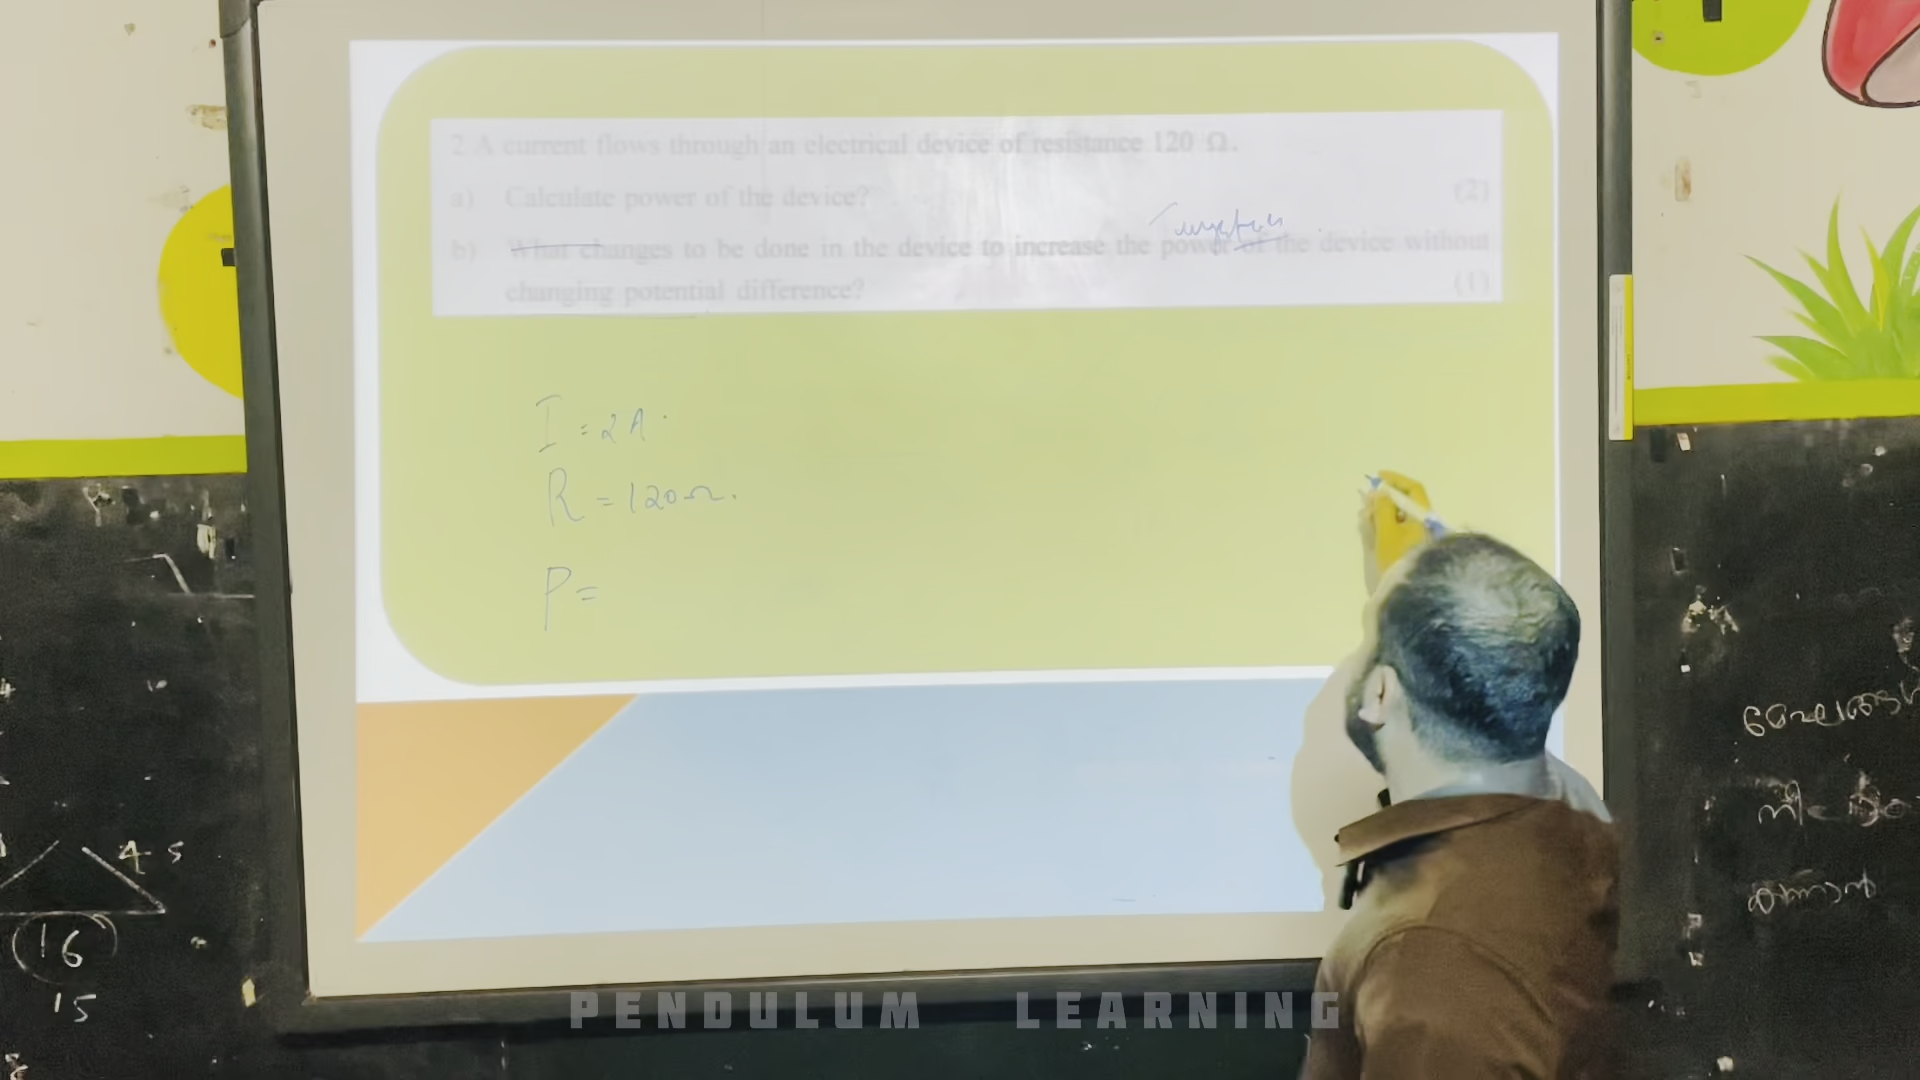 2 A current flows through an electrical device of resistance 120 Ω.
a) Calculate power of the device? (2)
b) What changes to be done in the device to increase the power of the device without
changing potential difference? (1)
I = 2A.
R = 120Ω.
P =
4 5
16
15
PENDULUM LEARNING